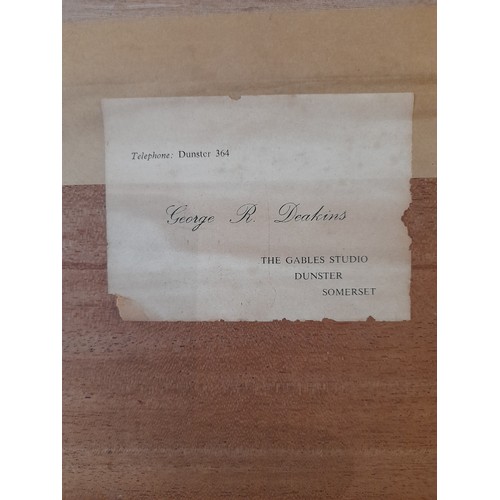 Telephone: Dunster 364
George R. Deakins
THE GABLES STUDIO
DUNSTER
SOMERSET